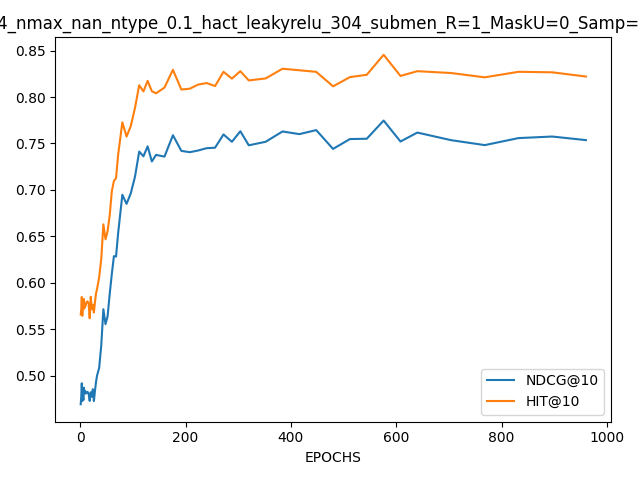 4_nmax_nan_ntype_0.1_hact_leakyrelu_304_submen_R=1_MaskU=0_Samp=
0.85
0.80
0.75
0.70
0.65
0.60
0.55
0.50
NDCG@10
HIT@10
0 200 400 600 800 1000
EPOCHS